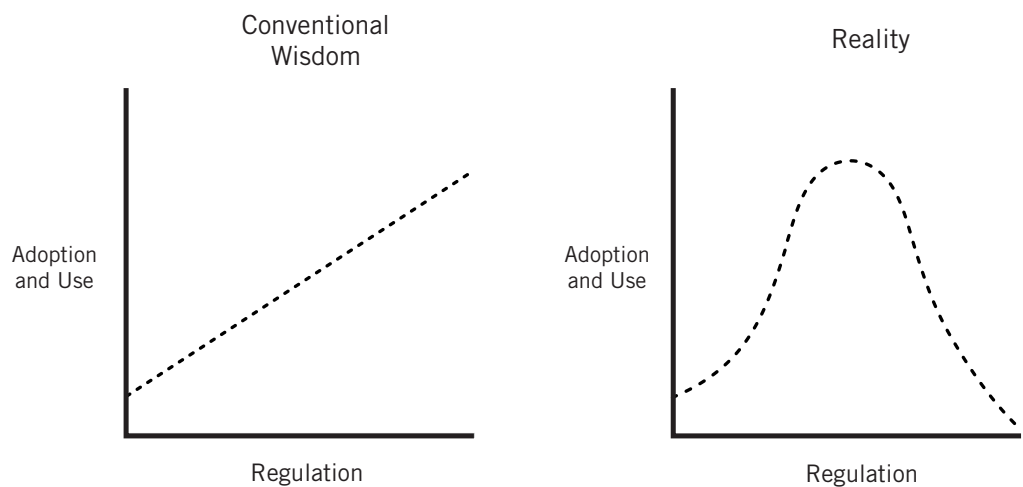 Conventional
Wisdom
Adoption
and Use
Regulation
Reality
Adoption
and Use
Regulation